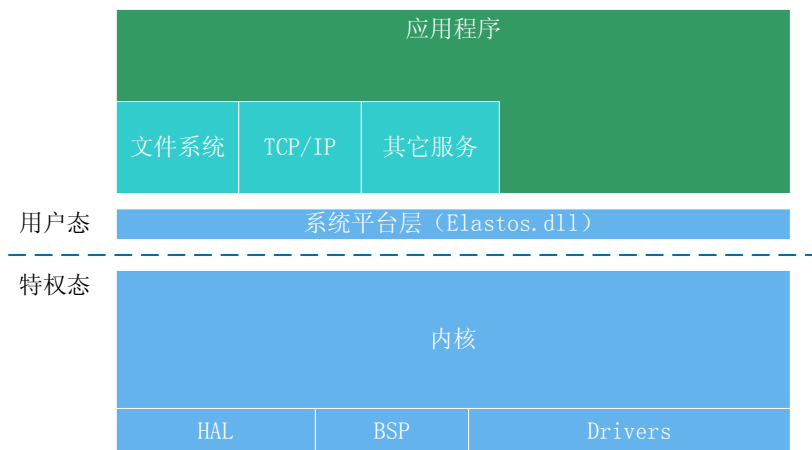 应用程序
文件系统
TCP/IP
其它服务
用户态
系统平台层（Elastos.dll）
特权态
内核
HAL
BSP
Drivers